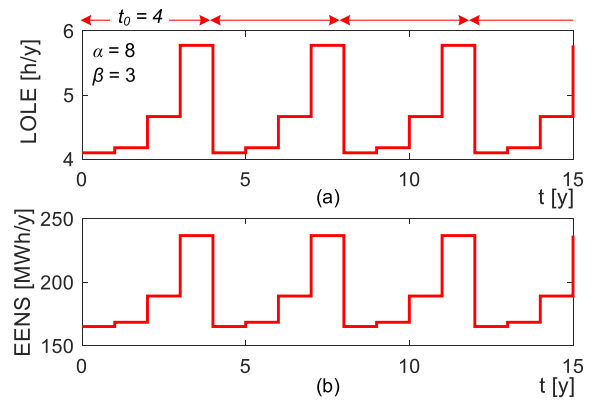 t0 = 4
6
α = 8
β = 3
LOLE [h/y]
5
4
0
5
10
15
(a)
t [y]
250
EENS [MWh/y]
200
150
0
5
10
15
(b)
t [y]